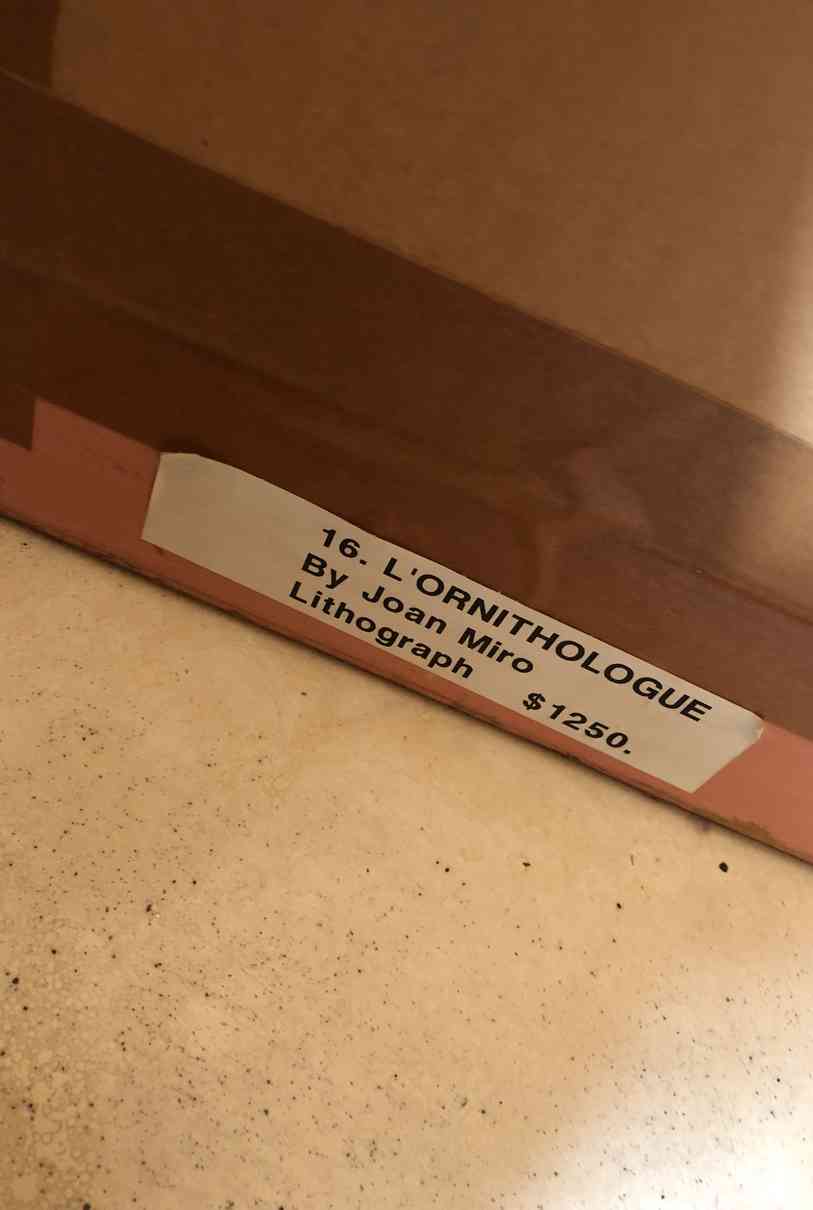 16. L'ORNITHOLOGUE
By Joan Miro
Lithograph $1250.